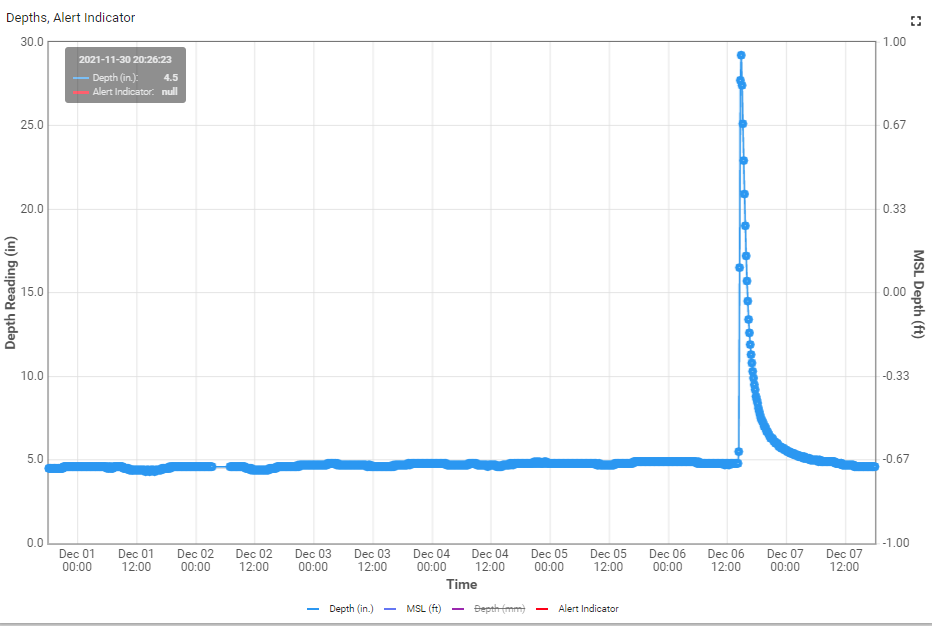 Depths, Alert Indicator
30.0
25.0
20.0
15.0
10.0
5.0
0.0
Depth Reading (in)
2021-11-30 20:26:23
Depth (in.): 4.5
Alert Indicator: null
1.00
0.67
0.33
0.00
-0.33
-0.67
-1.00
MSL Depth (ft)
Dec 01 Dec 01 Dec 02 Dec 02 Dec 03 Dec 03 Dec 04 Dec 04 Dec 05 Dec 05 Dec 06 Dec 06 Dec 07 Dec 07
00:00 12:00 00:00 12:00 00:00 12:00 00:00 12:00 00:00 12:00 00:00 12:00 00:00 12:00
Time
Depth (in.) MSL (ft) Depth (mm) Alert Indicator